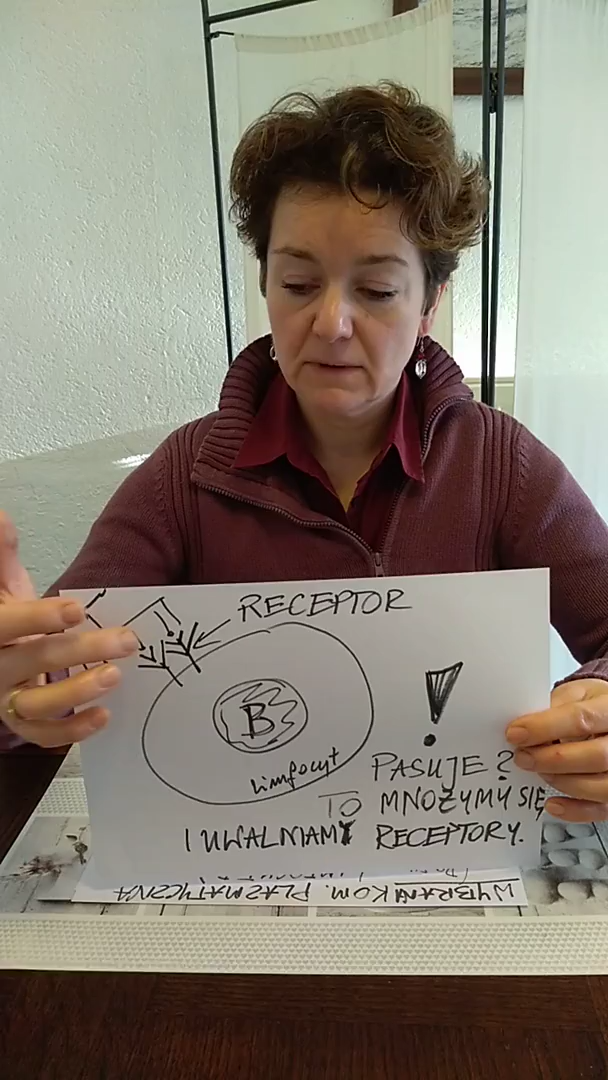 RECEPTOR
B
Limfocyt
!
PASUJE?
TO MNOŻYMY SIĘ
I UWALNIAMY RECEPTORY.
WYBRANA KOM. PLAZMATYCZNA